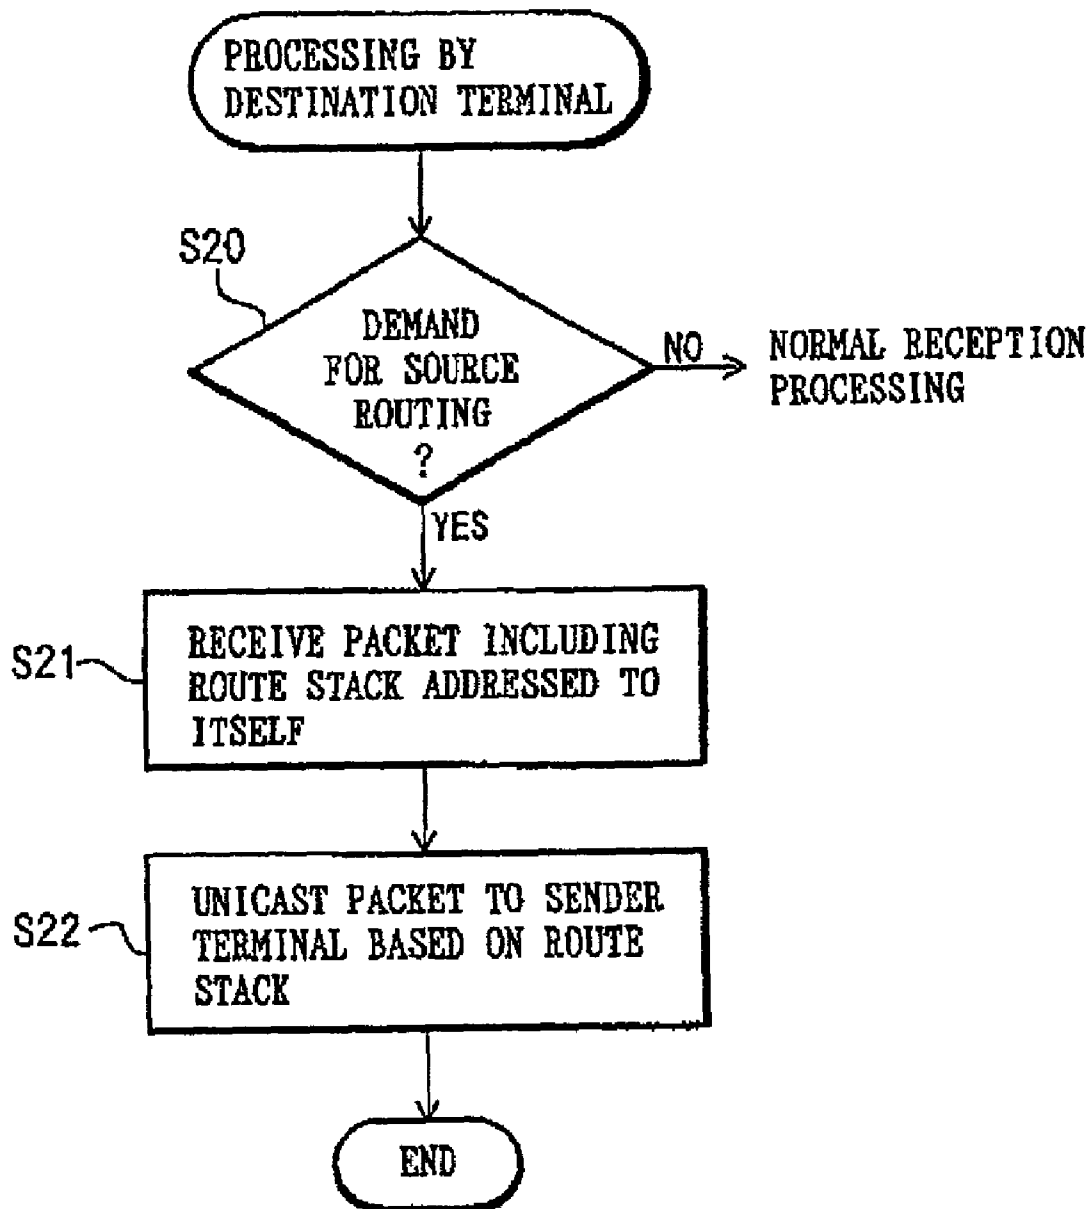 PROCESSING BY
DESTINATION TERMINAL
S20
DEMAND
FOR SOURCE
ROUTING
?
NO
NORMAL RECEPTION
PROCESSING
YES
S21
RECEIVE PACKET INCLUDING
ROUTE STACK ADDRESSED TO
ITSELF
S22
UNICAST PACKET TO SENDER
TERMINAL BASED ON ROUTE
STACK
END